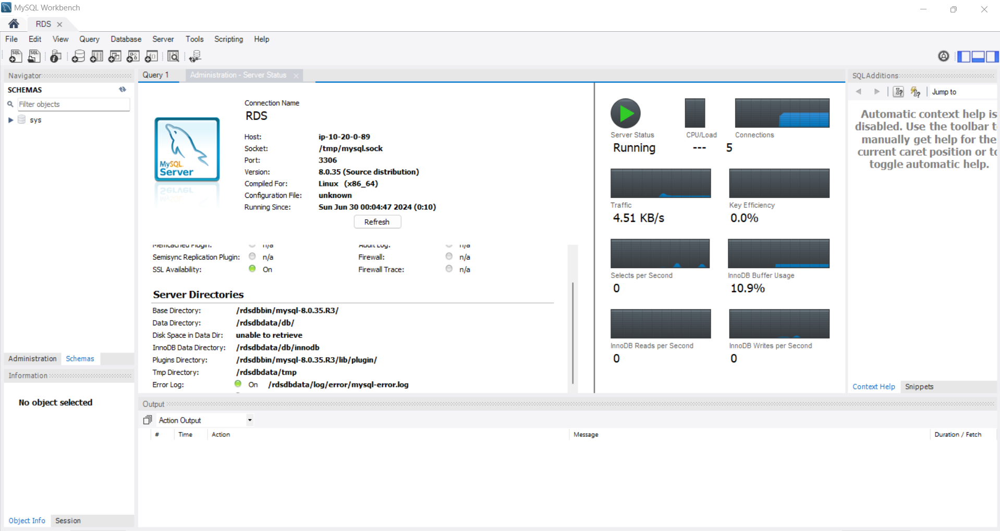 MySQL Workbench
RDS
File Edit View Query Database Server Tools Scripting Help
Navigator
SCHEMAS
Filter objects
sys
Administration Schemas
Information
No object selected
Object Info Session
Query 1 Administration - Server Status
Connection Name
RDS
Host: ip-10-20-0-89
Socket: /tmp/mysql.sock
Port: 3306
Version: 8.0.35 (Source distribution)
Compiled For: Linux (x86_64)
Configuration File: unknown
Running Since: Sun Jun 30 00:04:47 2024 (0:10)
Refresh
MySQL
Server
Memcached Plugin: n/a Audit Log: n/a
Semisync Replication Plugin: n/a Firewall: n/a
SSL Availability: On Firewall Trace: n/a
Server Directories
Base Directory: /rdsdbbin/mysql-8.0.35.R3/
Data Directory: /rdsdbdata/db/
Disk Space in Data Dir: unable to retrieve
InnoDB Data Directory: /rdsdbdata/db/innodb
Plugins Directory: /rdsdbbin/mysql-8.0.35.R3/lib/plugin/
Tmp Directory: /rdsdbdata/tmp
Error Log: On /rdsdbdata/log/error/mysql-error.log
Server Status CPU/Load Connections
Running --- 5
Traffic Key Efficiency
4.51 KB/s 0.0%
Selects per Second InnoDB Buffer Usage
0 10.9%
InnoDB Reads per Second InnoDB Writes per Second
0 0
SQLAdditions
Jump to
Automatic context help is
disabled. Use the toolbar t
manually get help for the
current caret position or to
toggle automatic help.
Context Help Snippets
Output
Action Output
# Time Action Message Duration / Fetch